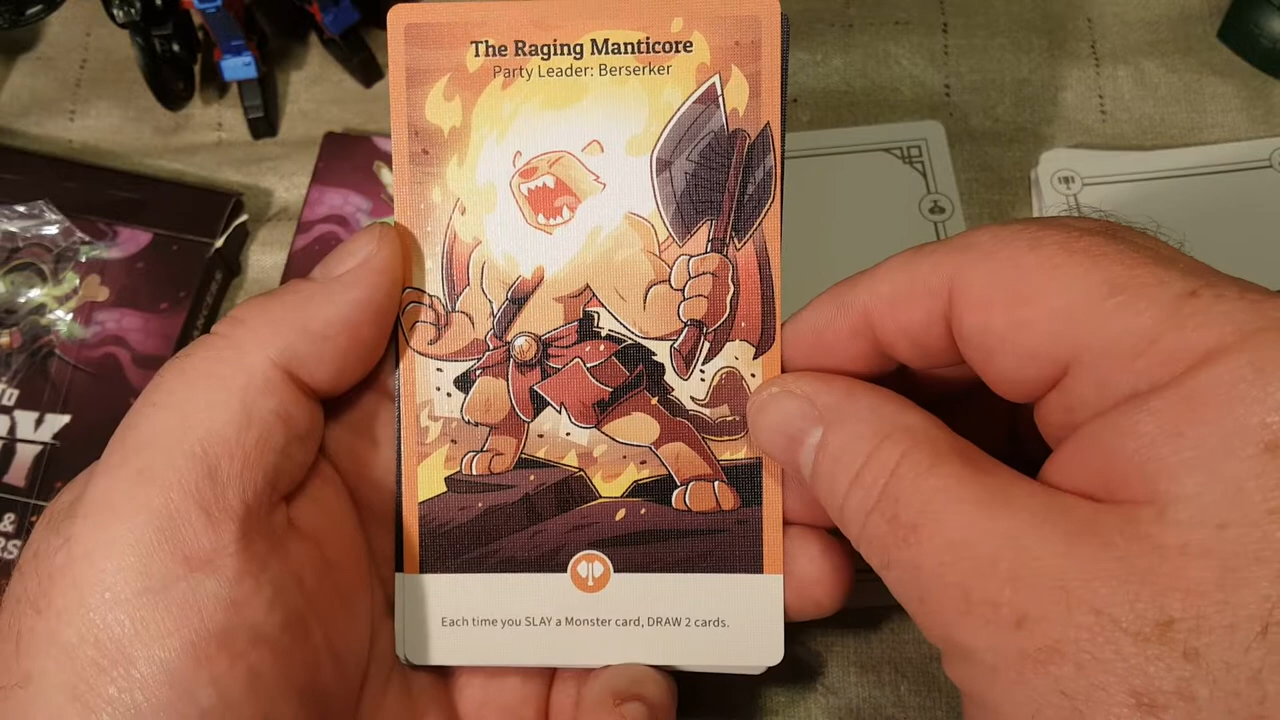 The Raging Manticore
Party Leader: Berserker
Each time you SLAY a Monster card, DRAW 2 cards.
&